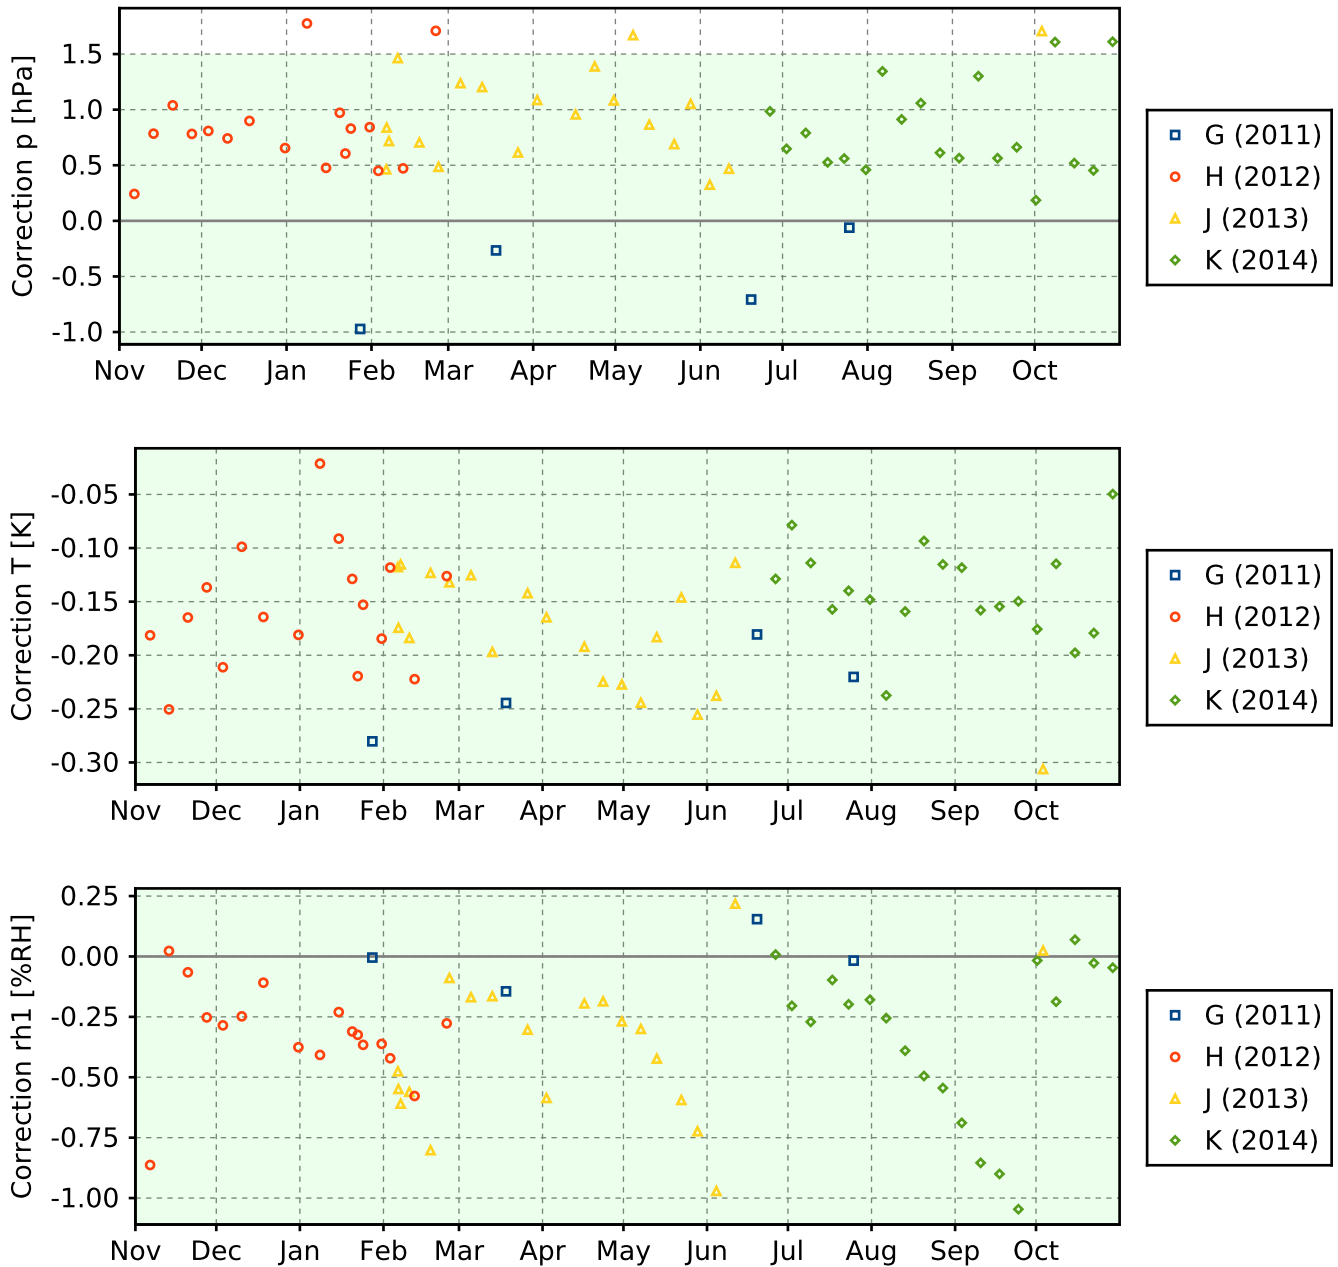 Correction p [hPa]
1.5
1.0
0.5
0.0
-0.5
-1.0
Nov Dec Jan Feb Mar Apr May Jun Jul Aug Sep Oct
G (2011)
H (2012)
J (2013)
K (2014)
Correction T [K]
-0.05
-0.10
-0.15
-0.20
-0.25
-0.30
Nov Dec Jan Feb Mar Apr May Jun Jul Aug Sep Oct
G (2011)
H (2012)
J (2013)
K (2014)
Correction rh1 [%RH]
0.25
0.00
-0.25
-0.50
-0.75
-1.00
Nov Dec Jan Feb Mar Apr May Jun Jul Aug Sep Oct
G (2011)
H (2012)
J (2013)
K (2014)